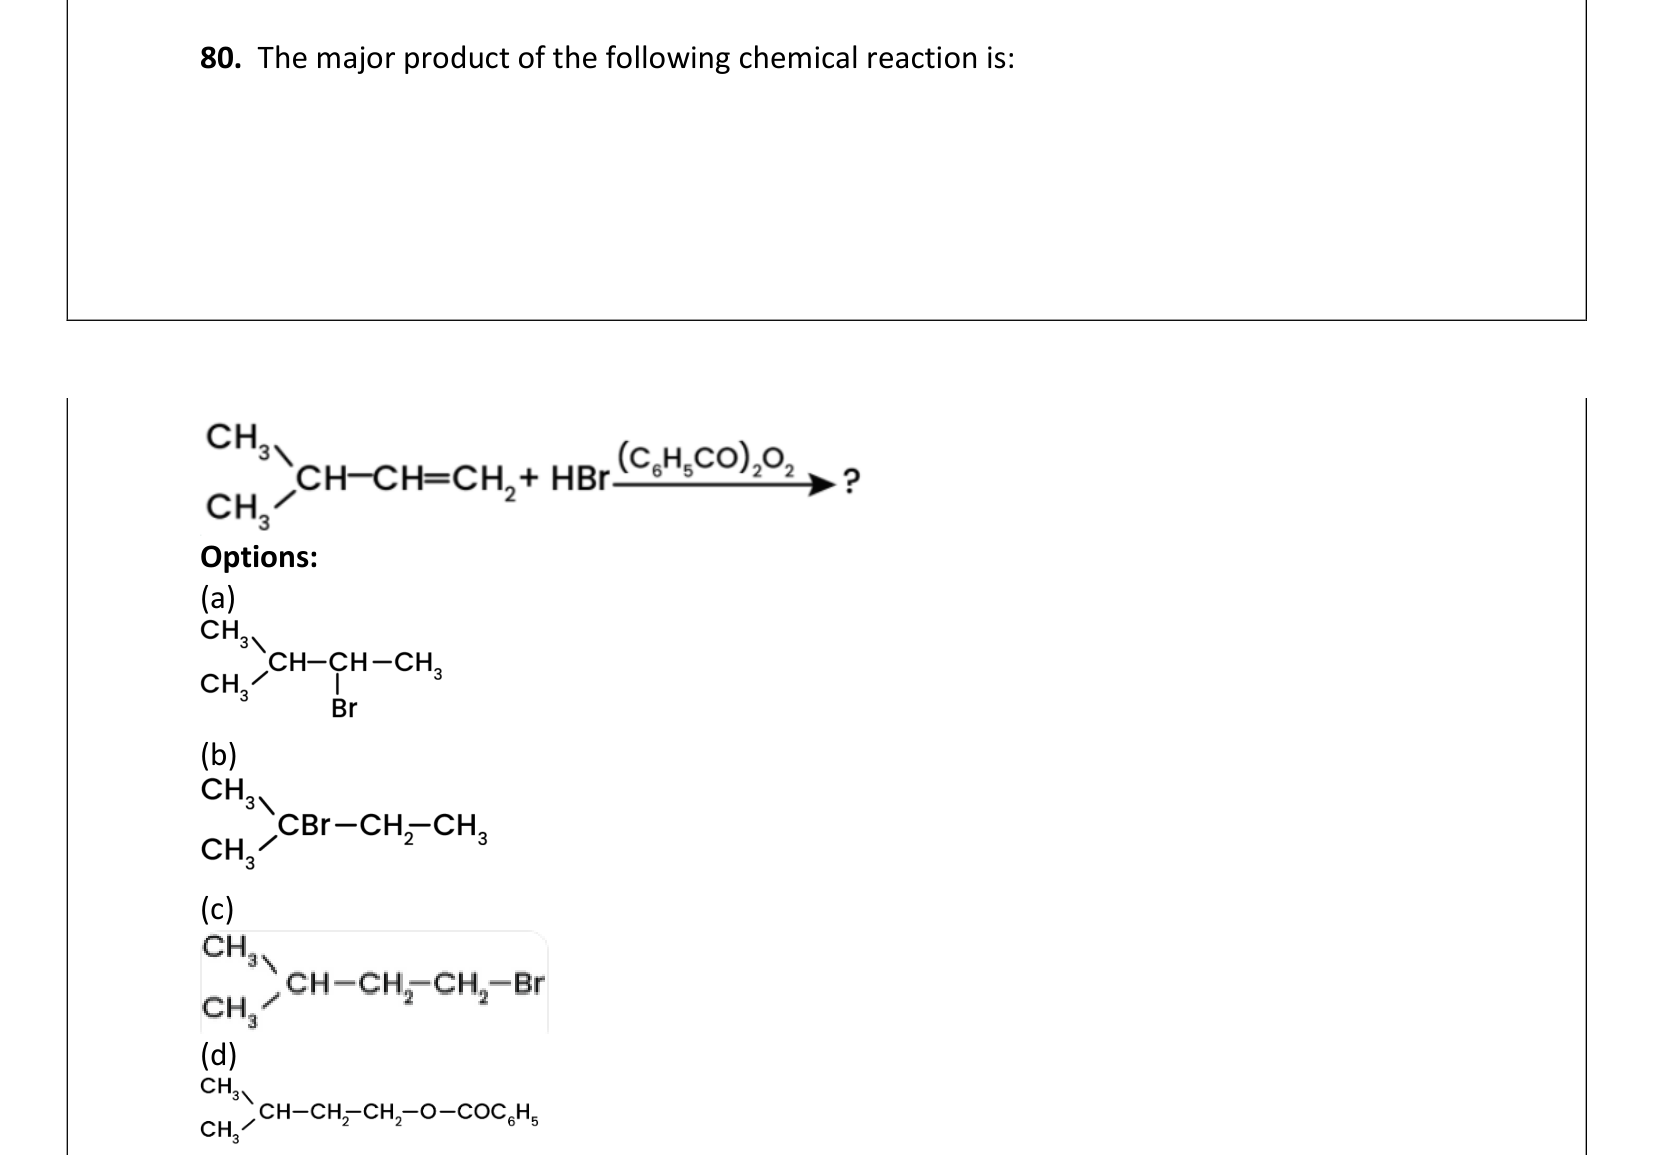 80. The major product of the following chemical reaction is:
CH₃
CH–CH=CH₂+ HBr (C₆H₅CO)₂O₂ ?
CH₃
Options:
(a)
CH₃
CH–CH–CH₃
CH₃
Br
(b)
CH₃
CBr–CH₂–CH₃
CH₃
(c)
CH₃
CH–CH₂–CH₂–Br
CH₃
(d)
CH₃
CH–CH₂–CH₂–O–COC₆H₅
CH₃